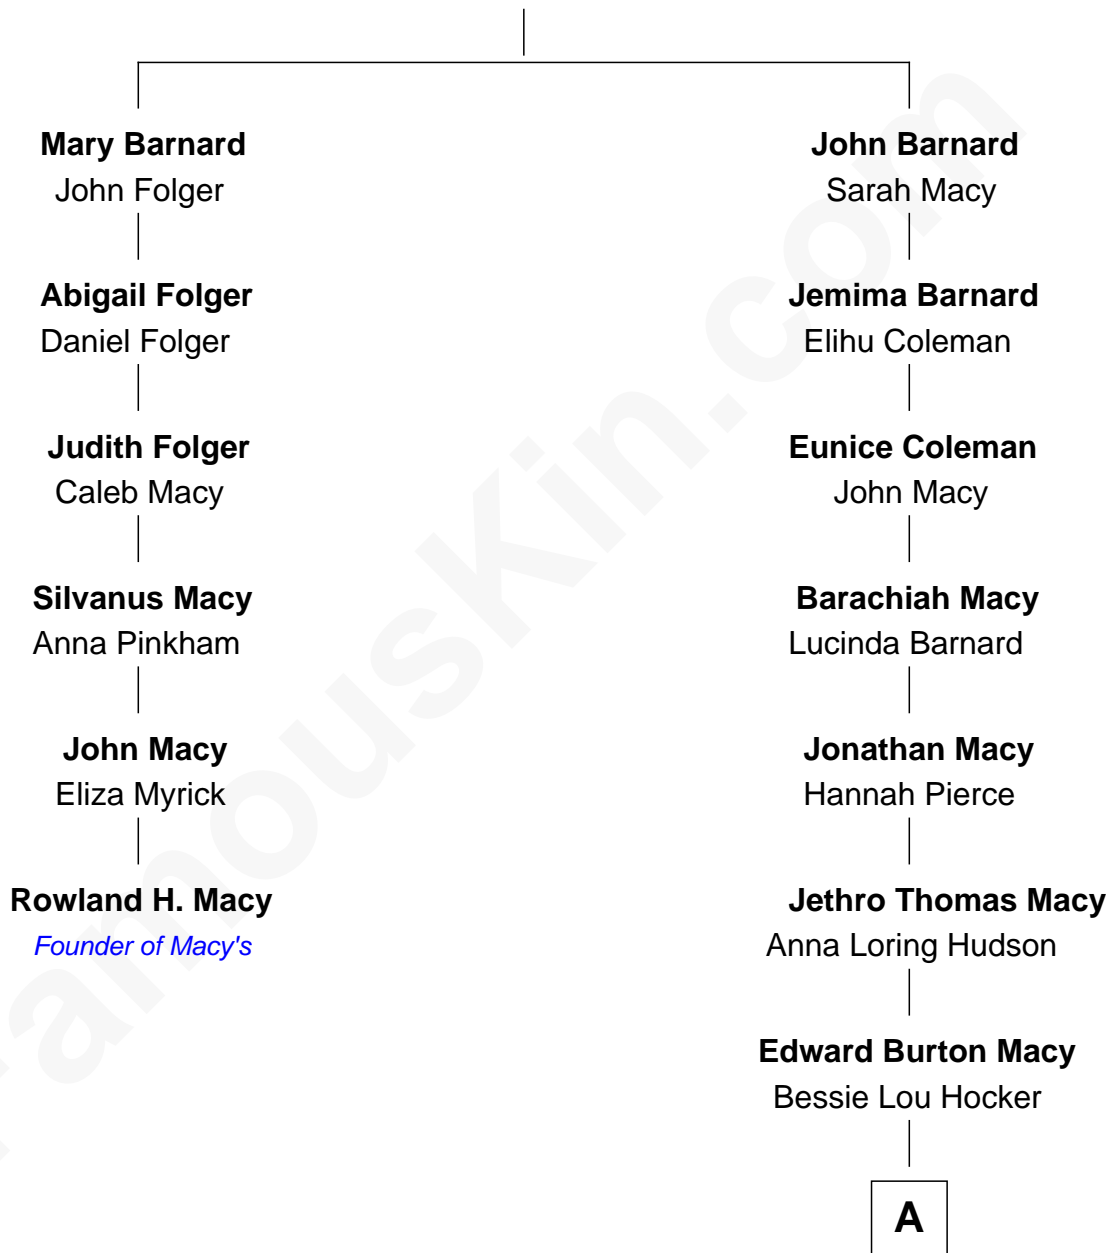 Mary Barnard
John Folger
John Barnard
Sarah Macy
Abigail Folger
Daniel Folger
Jemima Barnard
Elihu Coleman
Judith Folger
Caleb Macy
Eunice Coleman
John Macy
Silvanus Macy
Anna Pinkham
Barachiah Macy
Lucinda Barnard
John Macy
Eliza Myrick
Jonathan Macy
Hannah Pierce
Rowland H. Macy
Founder of Macy's
Jethro Thomas Macy
Anna Loring Hudson
Edward Burton Macy
Bessie Lou Hocker
A
FamousKin.com